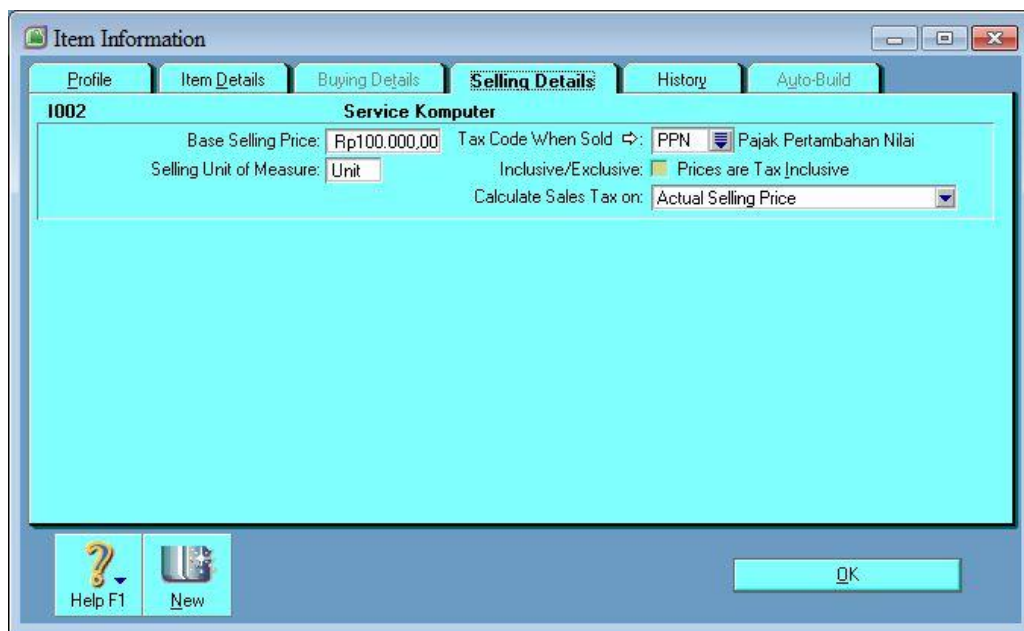 Item Information
Profile Item Details Buying Details Selling Details History Auto-Build
I002 Service Komputer
Base Selling Price: Rp100.000,00 Tax Code When Sold ⇨: PPN Pajak Pertambahan Nilai
Selling Unit of Measure: Unit Inclusive/Exclusive: Prices are Tax Inclusive
Calculate Sales Tax on: Actual Selling Price
Help F1 New OK